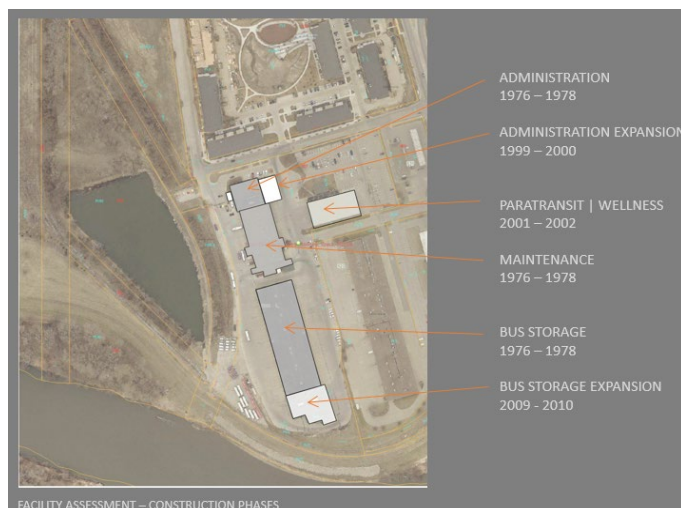 ADMINISTRATION
1976 – 1978
ADMINISTRATION EXPANSION
1999 – 2000
PARATRANSIT | WELLNESS
2001 – 2002
MAINTENANCE
1976 – 1978
BUS STORAGE
1976 – 1978
BUS STORAGE EXPANSION
2009 - 2010
FACILITY ASSESSMENT – CONSTRUCTION PHASES